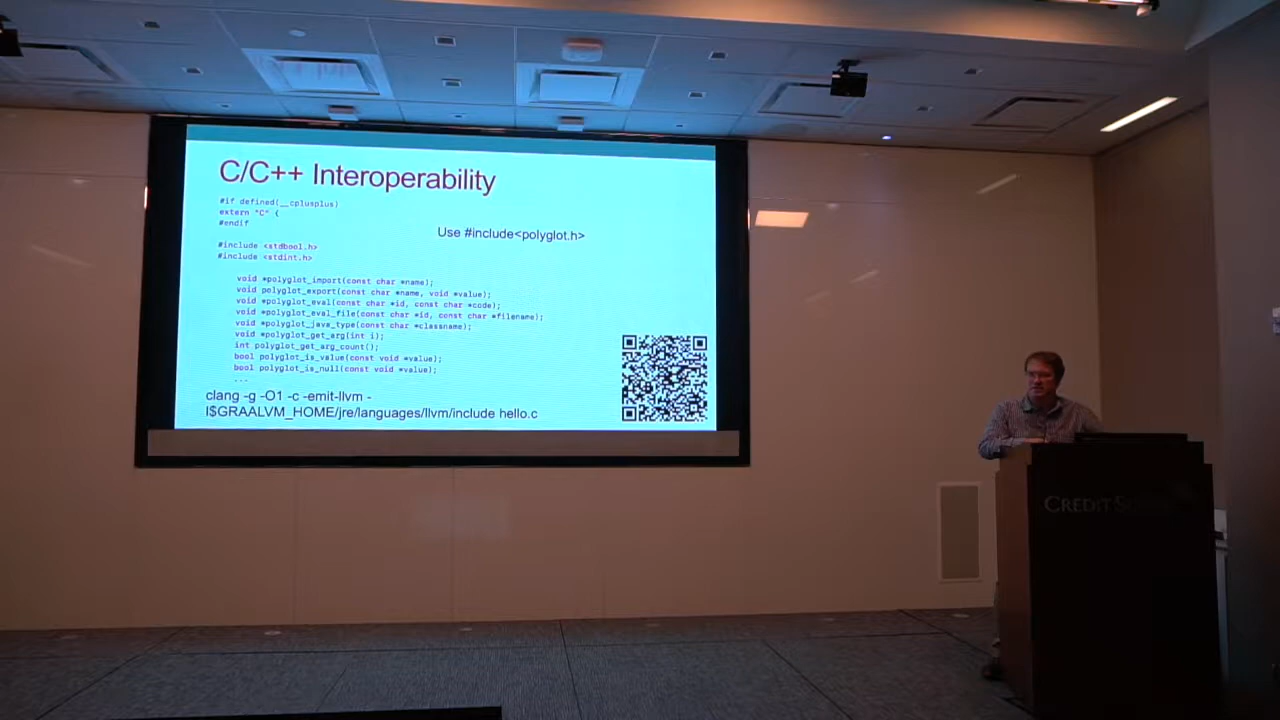 C/C++ Interoperability
#if defined(__cplusplus)
extern "C" {
#endif
Use #include<polyglot.h>
#include <stdbool.h>
#include <stdint.h>
void *polyglot_import(const char *name);
void polyglot_export(const char *name, void *value);
void *polyglot_eval(const char *id, const char *code);
void *polyglot_eval_file(const char *id, const char *filename);
void *polyglot_java_type(const char *classname);
void *polyglot_get_arg(int i);
int polyglot_get_arg_count();
bool polyglot_is_value(const void *value);
bool polyglot_is_null(const void *value);
...
clang -g -O1 -c -emit-llvm -
I$GRAALVM_HOME/jre/languages/llvm/include hello.c
CREDIT